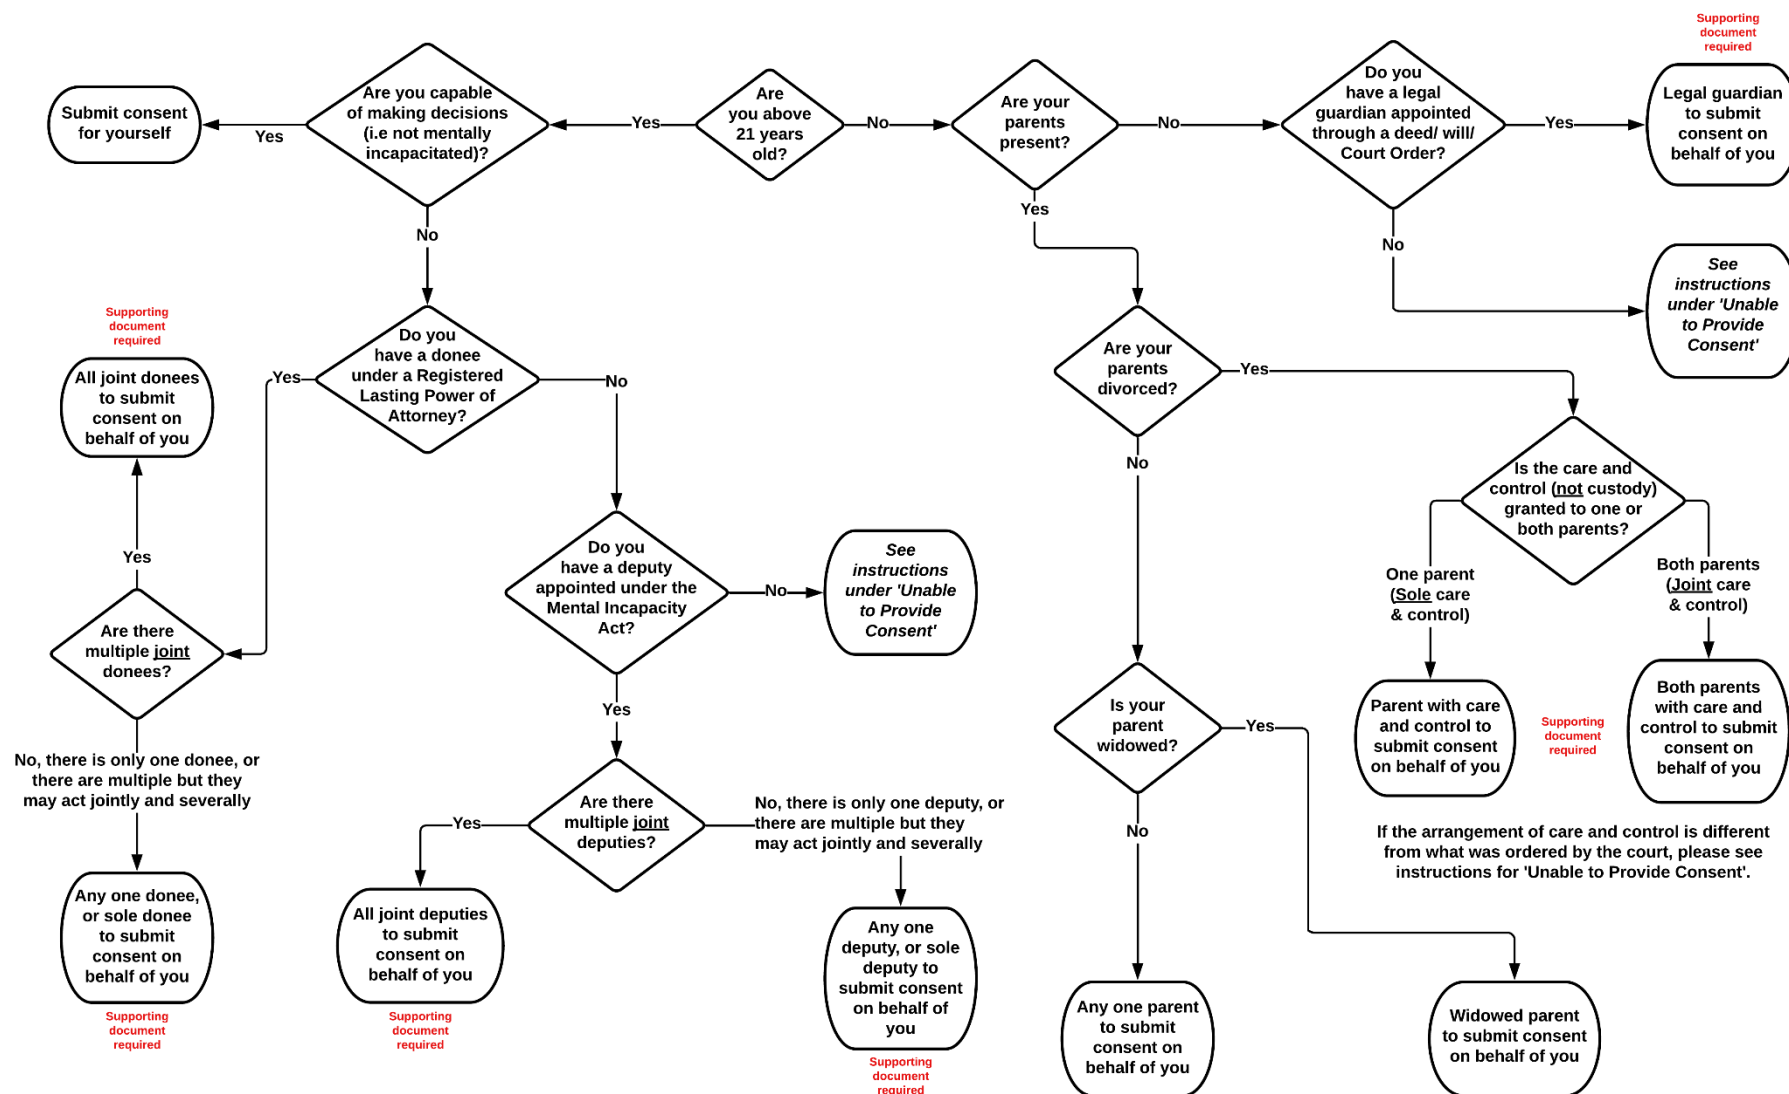 Supporting
document
required
Submit consent
for yourself
Yes
Are you capable
of making decisions
(i.e not mentally
incapacitated)?
Yes
Are
you above
21 years
old?
No
Are your
parents
present?
No
Do you
have a legal
guardian appointed
through a deed/ will/
Court Order?
Yes
Legal guardian
to submit
consent on
behalf of you
No
Yes
No
See
instructions
under 'Unable
to Provide
Consent'
Supporting
document
required
All joint donees
to submit
consent on
behalf of you
Yes
Do you
have a donee
under a Registered
Lasting Power of
Attorney?
No
Are your
parents
divorced?
Yes
No
Is the care and
control (not custody)
granted to one or
both parents?
Yes
Do you
have a deputy
appointed under the
Mental Incapacity
Act?
No
See
instructions
under 'Unable
to Provide
Consent'
One parent
(Sole care
& control)
Both parents
(Joint care
& control)
Are there
multiple joint
donees?
Yes
Is your
parent
widowed?
Yes
Parent with care
and control to
submit consent
on behalf of you
Supporting
document
required
Both parents
with care and
control to submit
consent on
behalf of you
No, there is only one donee, or
there are multiple but they
may act jointly and severally
Yes
Are there
multiple joint
deputies?
No, there is only one deputy, or
there are multiple but they
may act jointly and severally
No
If the arrangement of care and control is different
from what was ordered by the court, please see
instructions for 'Unable to Provide Consent'.
Any one donee,
or sole donee
to submit
consent on
behalf of you
Supporting
document
required
All joint deputies
to submit
consent on
behalf of you
Supporting
document
required
Any one
deputy, or sole
deputy to
submit consent
on behalf of
you
Supporting
document
required
Any one parent
to submit
consent on
behalf of you
Widowed parent
to submit consent
on behalf of you